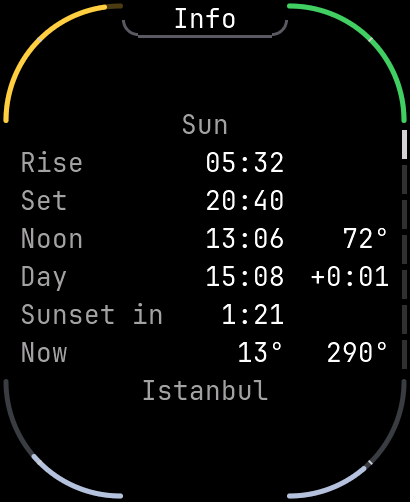 Info
Sun
Rise 05:32
Set 20:40
Noon 13:06 72°
Day 15:08 +0:01
Sunset in 1:21
Now 13° 290°
Istanbul